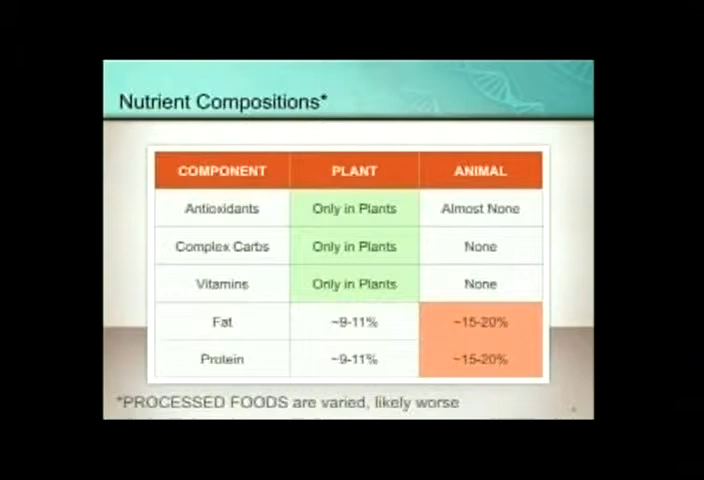 Nutrient Compositions*
COMPONENT PLANT ANIMAL
Antioxidants Only in Plants Almost None
Complex Carbs Only in Plants None
Vitamins Only in Plants None
Fat ~9-11% ~15-20%
Protein ~9-11% ~15-20%
*PROCESSED FOODS are varied, likely worse